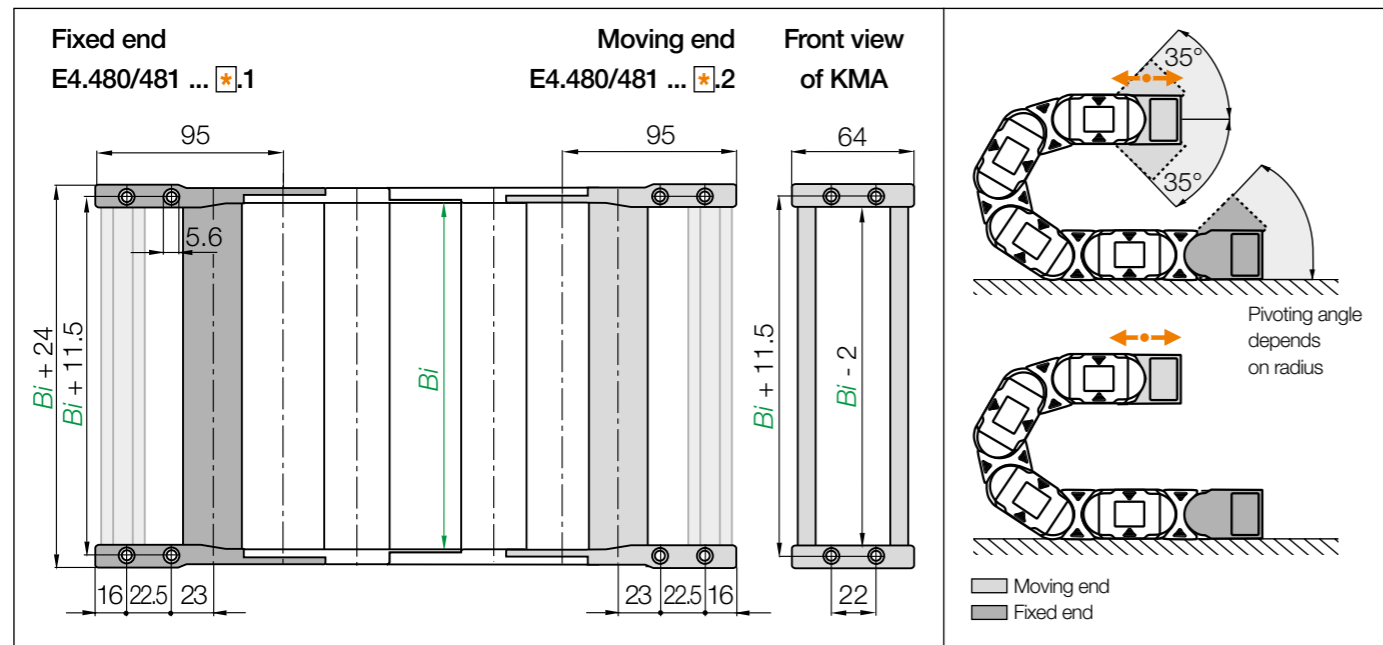 Fixed end
E4.480/481 ... *.1
Moving end
E4.480/481 ... *.2
Front view
of KMA
95
95
64
5.6
Bi + 24
Bi + 11.5
Bi
Bi + 11.5
Bi - 2
16
22.5
23
23
22.5
16
22
35°
35°
Pivoting angle
depends
on radius
Moving end
Fixed end